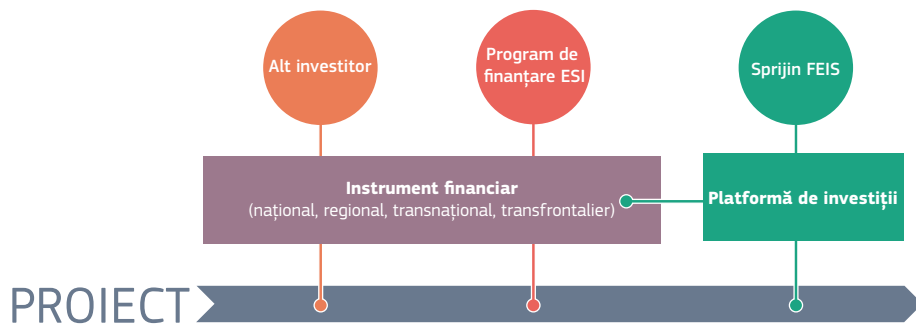 Alt investitor
Program de
finanțare ESI
Sprijin FEIS
Instrument financiar
(național, regional, transnațional, transfrontalier)
Platformă de investiții
PROIECT